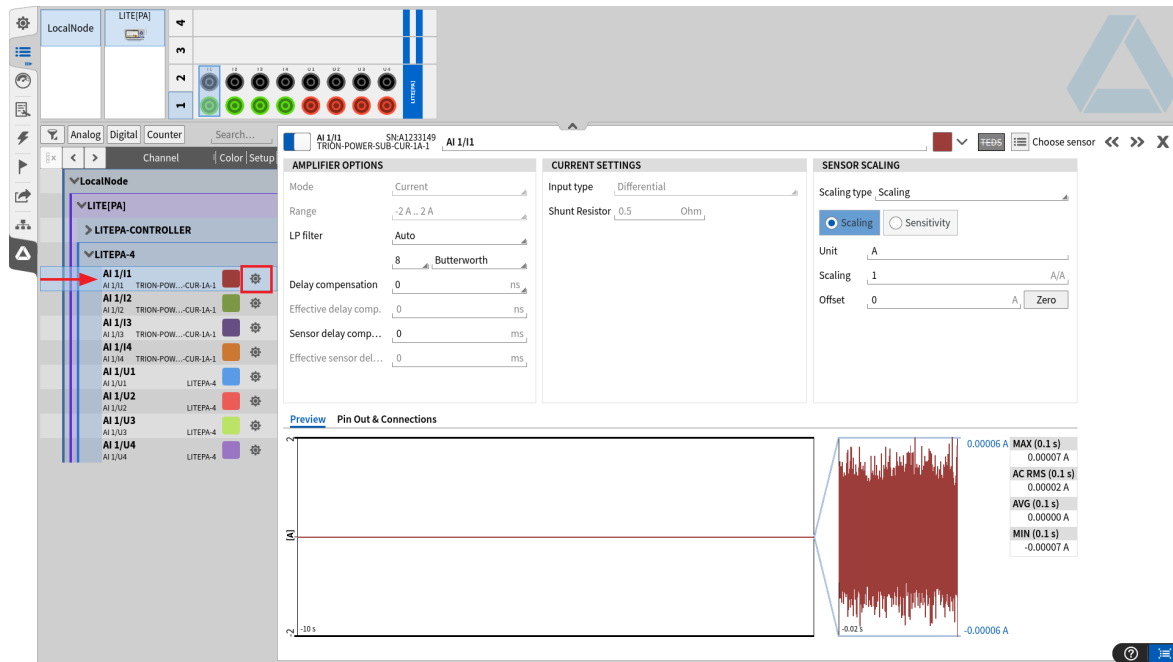 LocalNode
LITE[PA]
4
3
2
1
I 1 I 2 I 3 I 4 U 1 U 2 U 3 U 4
LITE[PA]
Analog Digital Counter Search...
Channel Color Setup
LocalNode
LITE[PA]
LITEPA-CONTROLLER
LITEPA-4
AI 1/I1
AI 1/I1 TRION-POW...-CUR-1A-1
AI 1/I2
AI 1/I2 TRION-POW...-CUR-1A-1
AI 1/I3
AI 1/I3 TRION-POW...-CUR-1A-1
AI 1/I4
AI 1/I4 TRION-POW...-CUR-1A-1
AI 1/U1
AI 1/U1 LITEPA-4
AI 1/U2
AI 1/U2 LITEPA-4
AI 1/U3
AI 1/U3 LITEPA-4
AI 1/U4
AI 1/U4 LITEPA-4
AI 1/I1 SN:A1233149
TRION-POWER-SUB-CUR-1A-1
AI 1/I1
TEDS Choose sensor X
AMPLIFIER OPTIONS
Mode Current
Range -2 A .. 2 A
LP filter Auto
8 Butterworth
Delay compensation 0 ns
Effective delay comp. 0 ns
Sensor delay comp... 0 ms
Effective sensor del... 0 ms
CURRENT SETTINGS
Input type Differential
Shunt Resistor 0.5 Ohm
SENSOR SCALING
Scaling type Scaling
Scaling Sensitivity
Unit A
Scaling 1 A/A
Offset 0 A Zero
Preview Pin Out & Connections
2
[A]
-2
-10 s
-0.02 s
0.00006 A
-0.00006 A
MAX (0.1 s)
0.00007 A
AC RMS (0.1 s)
0.00002 A
AVG (0.1 s)
0.00000 A
MIN (0.1 s)
-0.00007 A